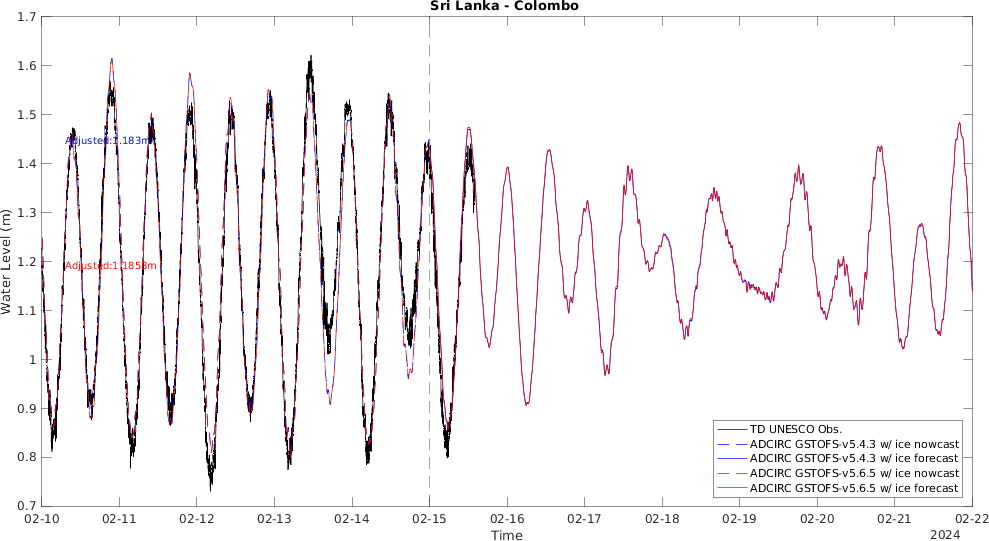 Sri Lanka - Colombo
1.7
1.6
1.5
1.4
1.3
1.2
1.1
1
0.9
0.8
0.7
Water Level (m)
Adjusted:1.183m
Adjusted:1.1858m
TD UNESCO Obs.
ADCIRC GSTOFS-v5.4.3 w/ ice nowcast
ADCIRC GSTOFS-v5.4.3 w/ ice forecast
ADCIRC GSTOFS-v5.6.5 w/ ice nowcast
ADCIRC GSTOFS-v5.6.5 w/ ice forecast
02-10 02-11 02-12 02-13 02-14 02-15 02-16 02-17 02-18 02-19 02-20 02-21 02-22
Time
2024